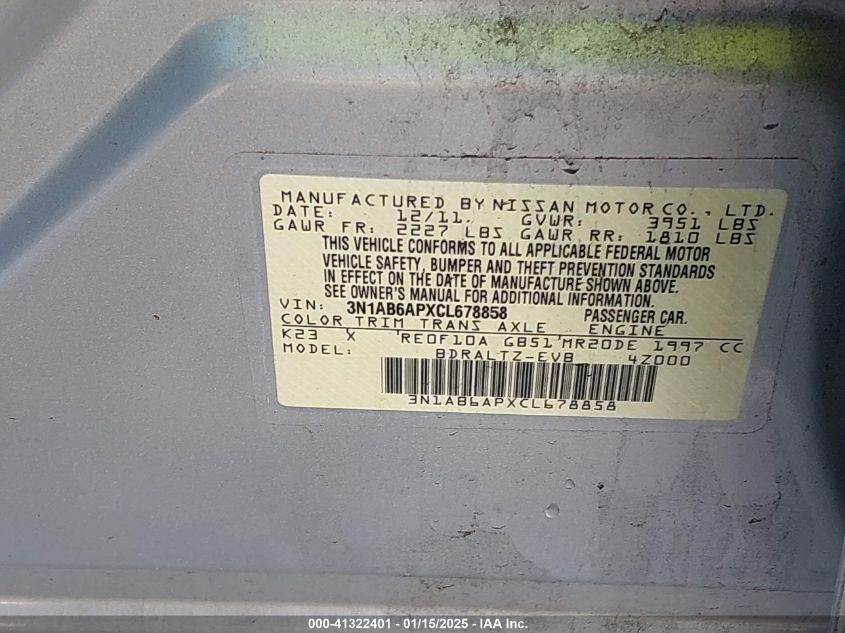 MANUFACTURED BY NISSAN MOTOR CO., LTD.
DATE: 12/11. GVWR: 3951 LBS
GAWR FR: 2227 LBS GAWR RR: 1810 LBS
THIS VEHICLE CONFORMS TO ALL APPLICABLE FEDERAL MOTOR
VEHICLE SAFETY, BUMPER AND THEFT PREVENTION STANDARDS
IN EFFECT ON THE DATE OF MANUFACTURE SHOWN ABOVE.
SEE OWNER'S MANUAL FOR ADDITIONAL INFORMATION.
VIN: 3N1AB6APXCL678858 PASSENGER CAR.
COLOR TRIM TRANS AXLE ENGINE
K23 X RE0F10A GB51 MR20DE 1997 CC
MODEL: BDRALTZ-EVB 4Z000
3N1AB6APXCL678858
000-41322401 - 01/15/2025 - IAA Inc.